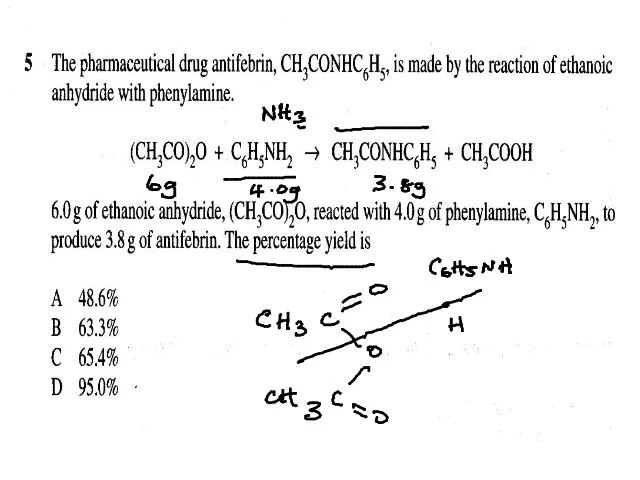 5 The pharmaceutical drug antifebrin, CH₃CONHC₆H₅, is made by the reaction of ethanoic
anhydride with phenylamine.
NH3
(CH₃CO)₂O + C₆H₅NH₂ → CH₃CONHC₆H₅ + CH₃COOH
6g 4.0g 3.8g
6.0 g of ethanoic anhydride, (CH₃CO)₂O, reacted with 4.0 g of phenylamine, C₆H₅NH₂, to
produce 3.8 g of antifebrin. The percentage yield is
C6H5NH
H
A 48.6%
B 63.3%
C 65.4%
D 95.0%
O
CH3 C
O
CH3 C=O